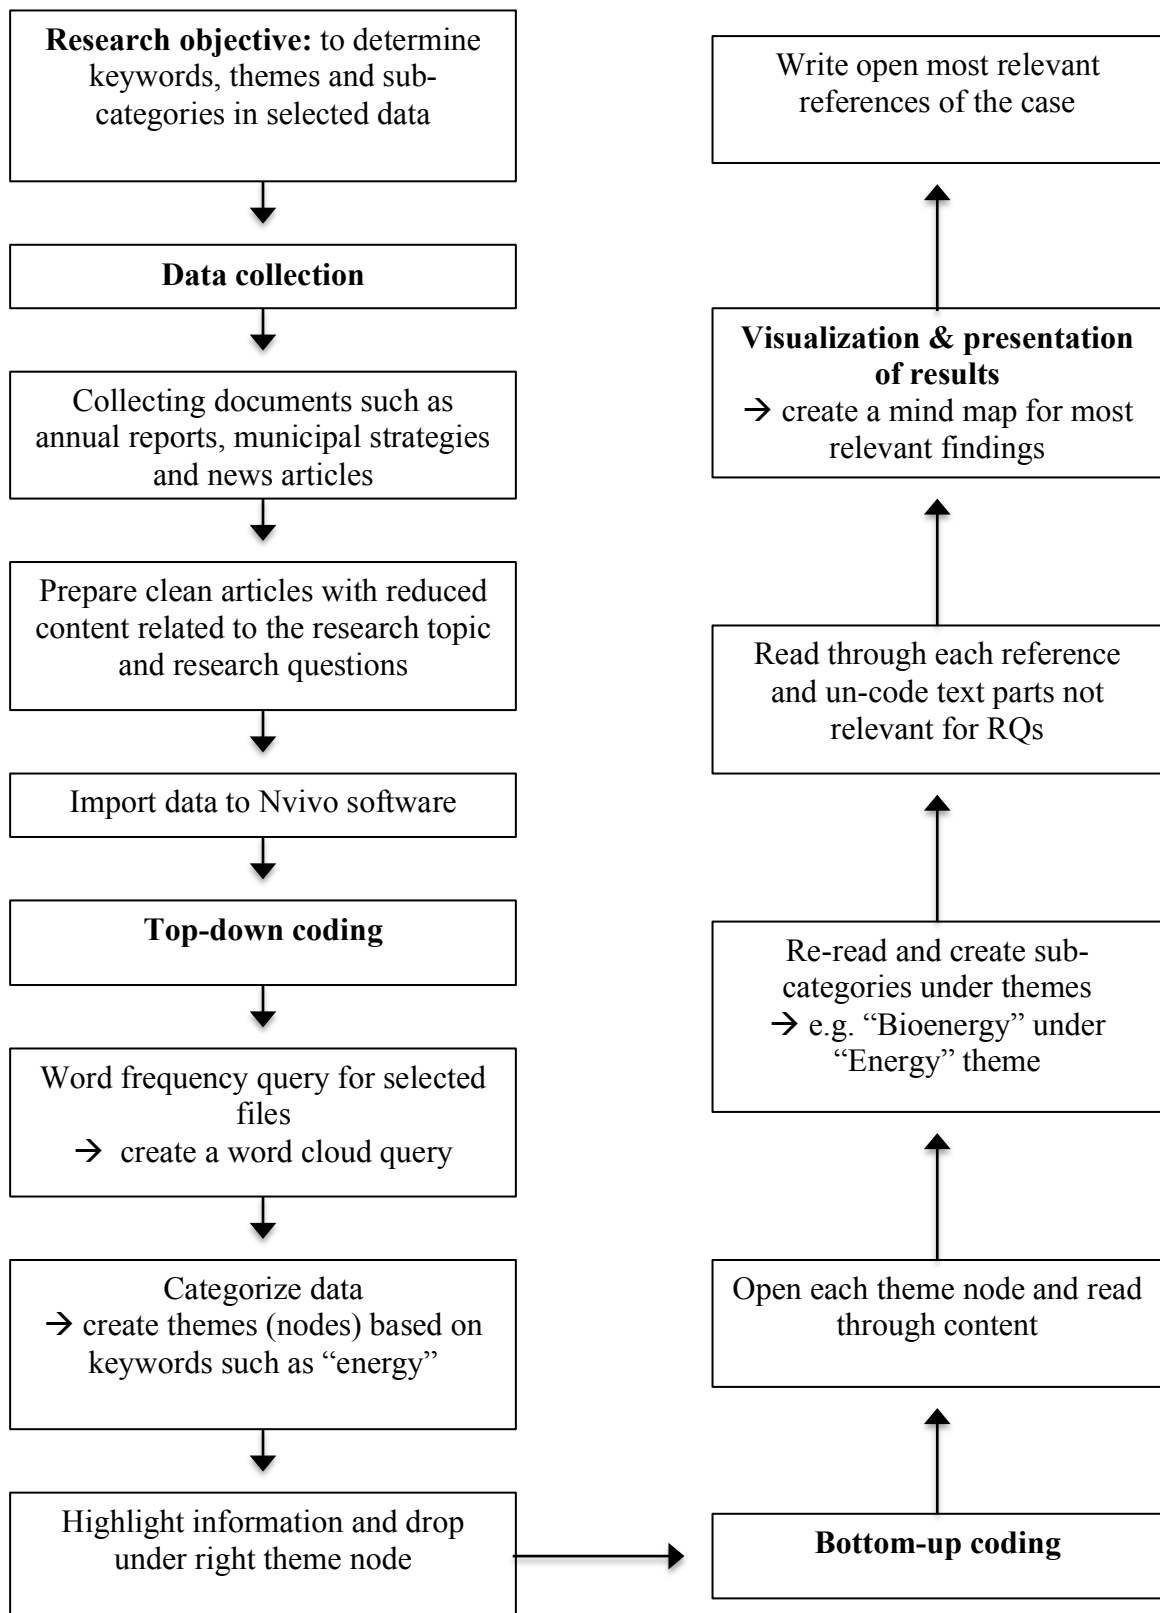 Research objective: to determine
keywords, themes and sub-
categories in selected data
Data collection
Collecting documents such as
annual reports, municipal strategies
and news articles
Prepare clean articles with reduced
content related to the research topic
and research questions
Import data to Nvivo software
Top-down coding
Word frequency query for selected
files
→ create a word cloud query
Categorize data
→ create themes (nodes) based on
keywords such as “energy”
Highlight information and drop
under right theme node
Bottom-up coding
Open each theme node and read
through content
Re-read and create sub-
categories under themes
→ e.g. “Bioenergy” under
“Energy” theme
Read through each reference
and un-code text parts not
relevant for RQs
Visualization & presentation
of results
→ create a mind map for most
relevant findings
Write open most relevant
references of the case